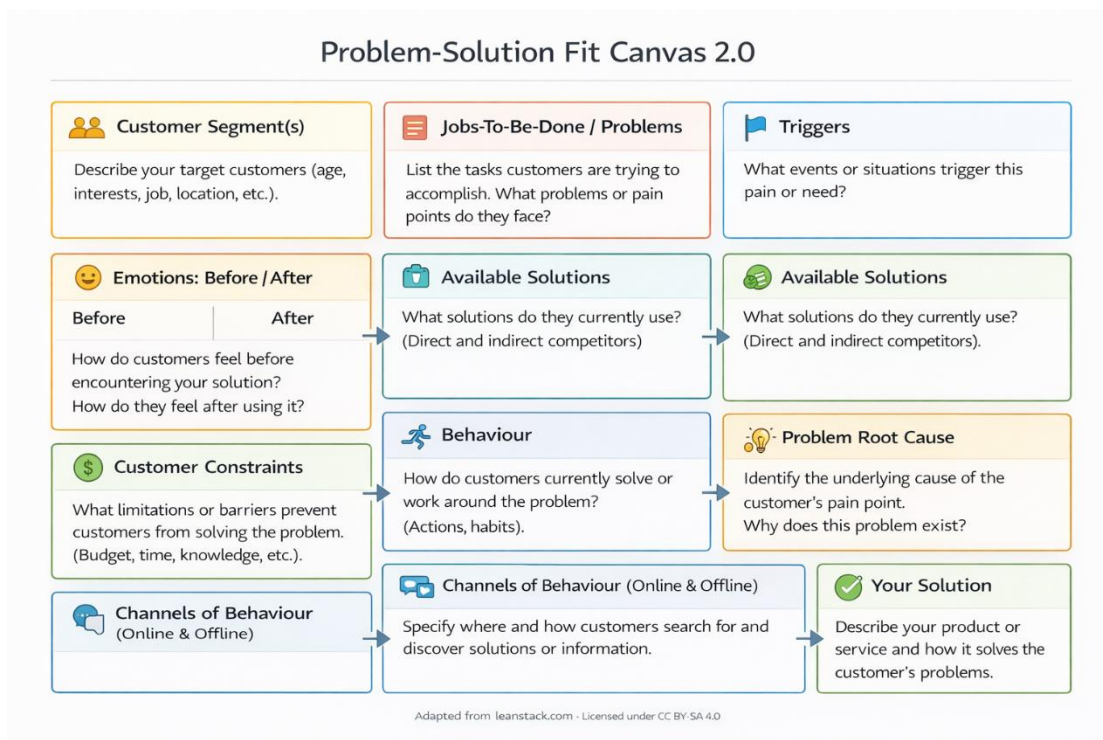 Problem-Solution Fit Canvas 2.0
Customer Segment(s)
Describe your target customers (age,
interests, job, location, etc.).
Jobs-To-Be-Done / Problems
List the tasks customers are trying to
accomplish. What problems or pain
points do they face?
Triggers
What events or situations trigger this
pain or need?
Emotions: Before / After
Before
After
How do customers feel before
encountering your solution?
How do they feel after using it?
Available Solutions
What solutions do they currently use?
(Direct and indirect competitors)
Available Solutions
What solutions do they currently use?
(Direct and indirect competitors).
Customer Constraints
What limitations or barriers prevent
customers from solving the problem.
(Budget, time, knowledge, etc.).
Behaviour
How do customers currently solve or
work around the problem?
(Actions, habits).
Problem Root Cause
Identify the underlying cause of the
customer's pain point.
Why does this problem exist?
Channels of Behaviour
(Online & Offline)
Channels of Behaviour (Online & Offline)
Specify where and how customers search for and
discover solutions or information.
Your Solution
Describe your product or
service and how it solves the
customer's problems.
Adapted from leanstack.com · Licensed under CC BY-SA 4.0